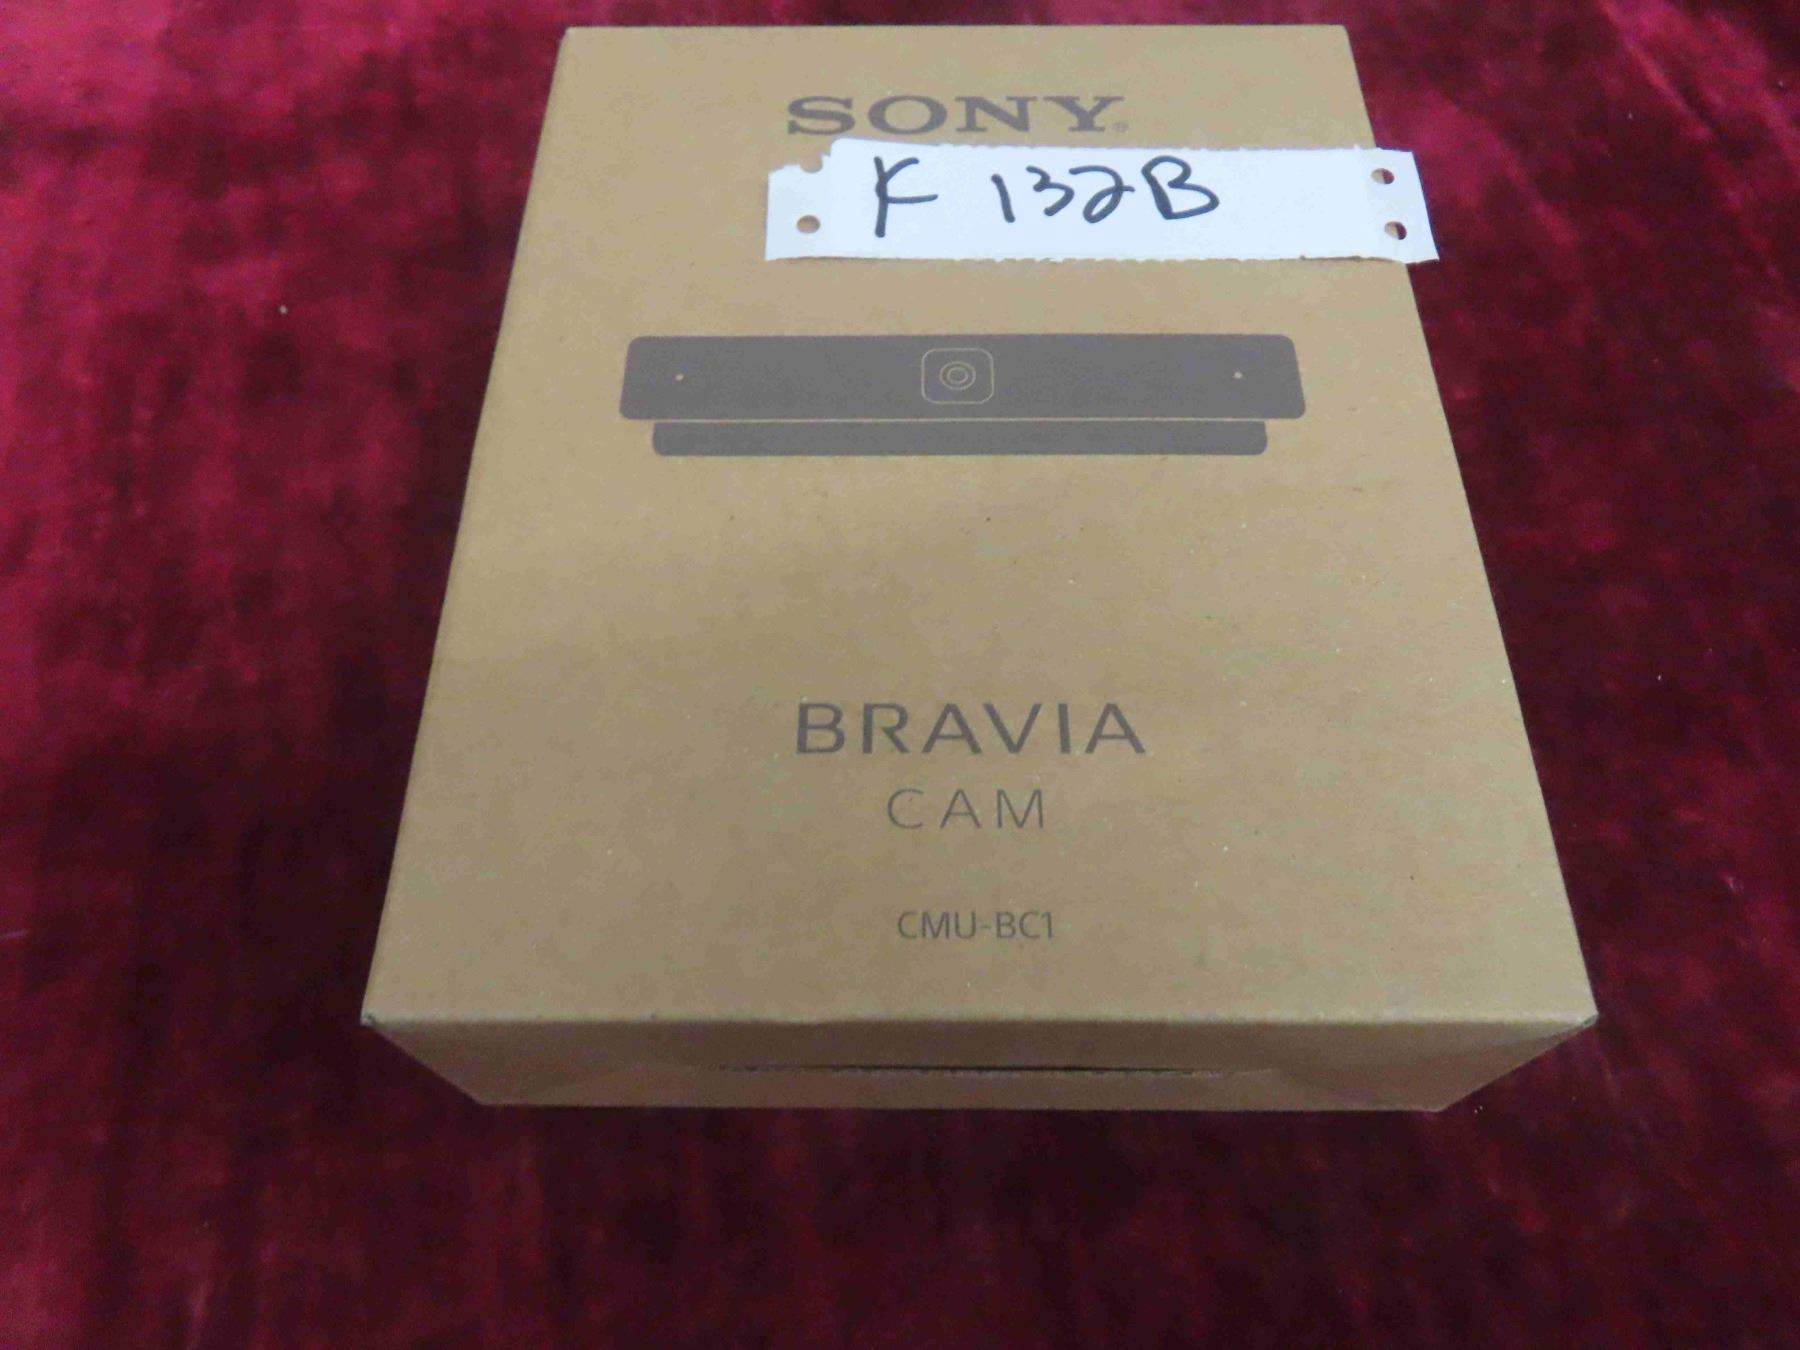 SONY®
K 132B
BRAVIA
CAM
CMU-BC1